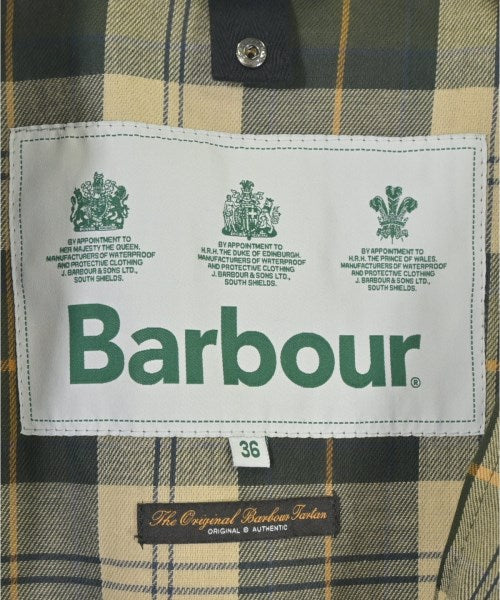 BY APPOINTMENT TO
HER MAJESTY THE QUEEN.
MANUFACTURERS OF WATERPROOF
AND PROTECTIVE CLOTHING
J. BARBOUR & SONS LTD.,
SOUTH SHIELDS.
BY APPOINTMENT TO
H.R.H. THE DUKE OF EDINBURGH.
MANUFACTURERS OF WATERPROOF
AND PROTECTIVE CLOTHING
J. BARBOUR & SONS LTD.,
SOUTH SHIELDS.
BY APPOINTMENT TO
H.R.H. THE PRINCE OF WALES.
MANUFACTURERS OF WATERPROOF
AND PROTECTIVE CLOTHING
J. BARBOUR & SONS LTD.,
SOUTH SHIELDS.
Barbour®
36
The Original Barbour Tartan
ORIGINAL & AUTHENTIC